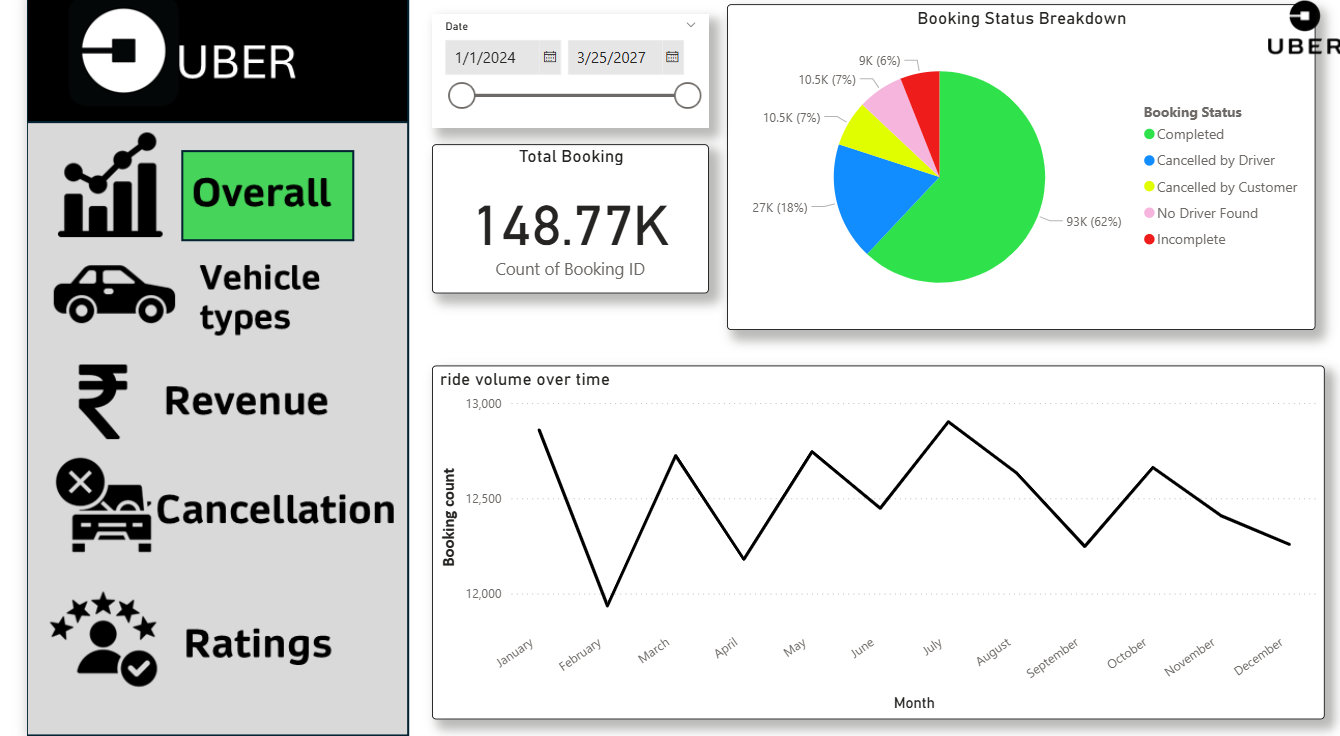 UBER
Overall
Vehicle
types
Revenue
Cancellation
Ratings
Date
1/1/2024
3/25/2027
Total Booking
148.77K
Count of Booking ID
Booking Status Breakdown
UBER
9K (6%)
10.5K (7%)
10.5K (7%)
27K (18%)
93K (62%)
Booking Status
Completed
Cancelled by Driver
Cancelled by Customer
No Driver Found
Incomplete
ride volume over time
Booking count
13,000
12,500
12,000
January
February
March
April
May
June
July
August
September
October
November
December
Month